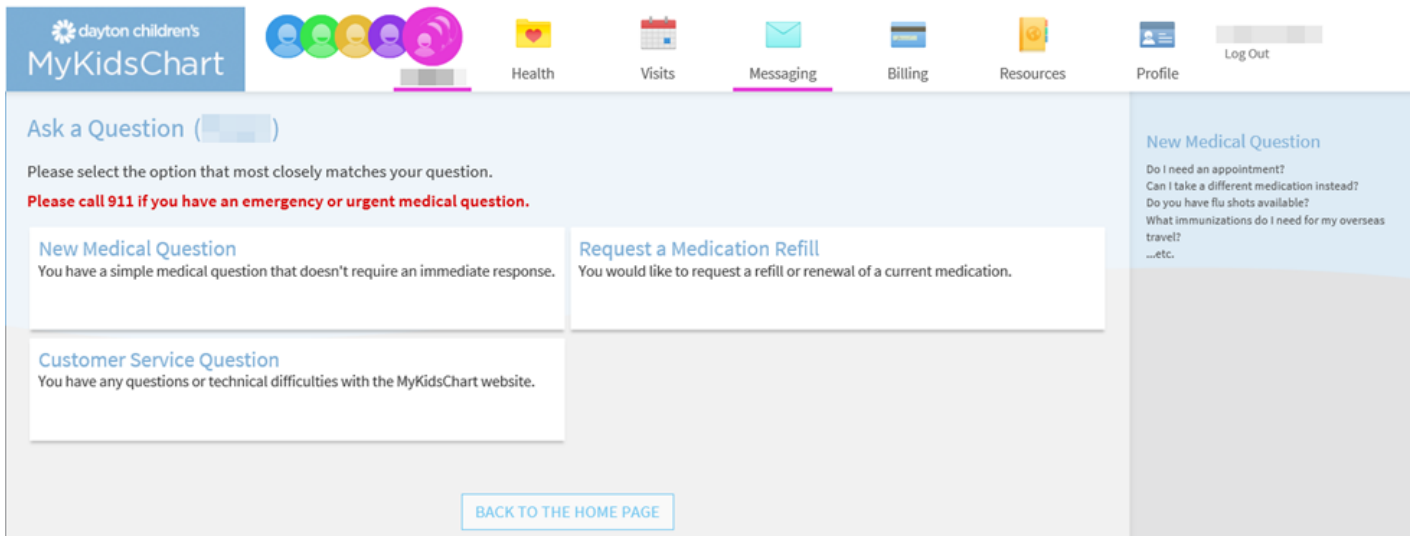 dayton children's
MyKidsChart
Health
Visits
Messaging
Billing
Resources
Profile
Log Out
Ask a Question ( )
Please select the option that most closely matches your question.
Please call 911 if you have an emergency or urgent medical question.
New Medical Question
You have a simple medical question that doesn't require an immediate response.
Request a Medication Refill
You would like to request a refill or renewal of a current medication.
Customer Service Question
You have any questions or technical difficulties with the MyKidsChart website.
BACK TO THE HOME PAGE
New Medical Question
Do I need an appointment?
Can I take a different medication instead?
Do you have flu shots available?
What immunizations do I need for my overseas
travel?
...etc.